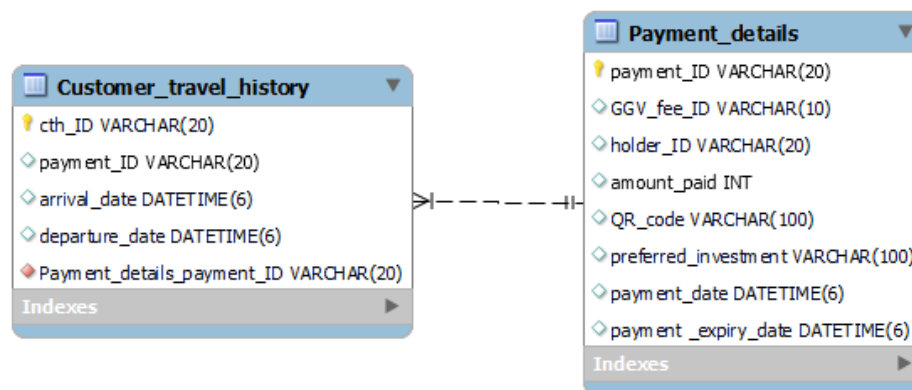 Customer_travel_history
cth_ID VARCHAR(20)
payment_ID VARCHAR(20)
arrival_date DATETIME(6)
departure_date DATETIME(6)
Payment_details_payment_ID VARCHAR(20)
Indexes
Payment_details
payment_ID VARCHAR(20)
GGV_fee_ID VARCHAR(10)
holder_ID VARCHAR(20)
amount_paid INT
QR_code VARCHAR(100)
preferred_investment VARCHAR(100)
payment_date DATETIME(6)
payment _expiry_date DATETIME(6)
Indexes